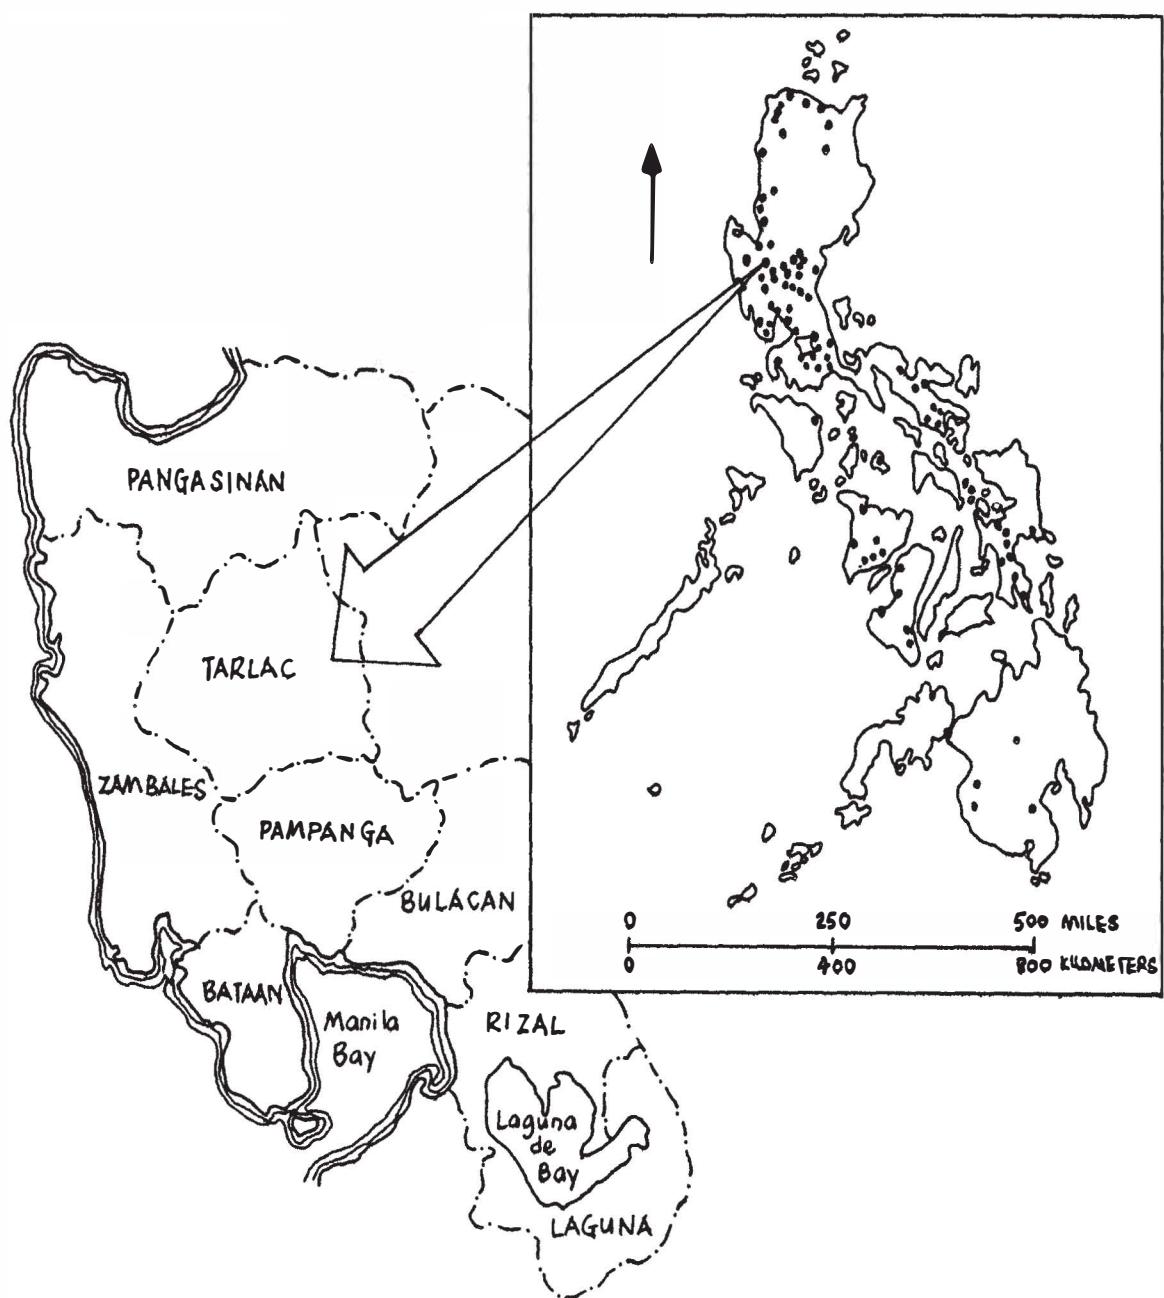 PANGASINAN
TARLAC
ZAMBALES
PAMPANGA
BULACAN
BATAAN
Manila
Bay
RIZAL
Laguna
de
Bay
LAGUNA
0 250 500 MILES
0 400 800 KILOMETERS